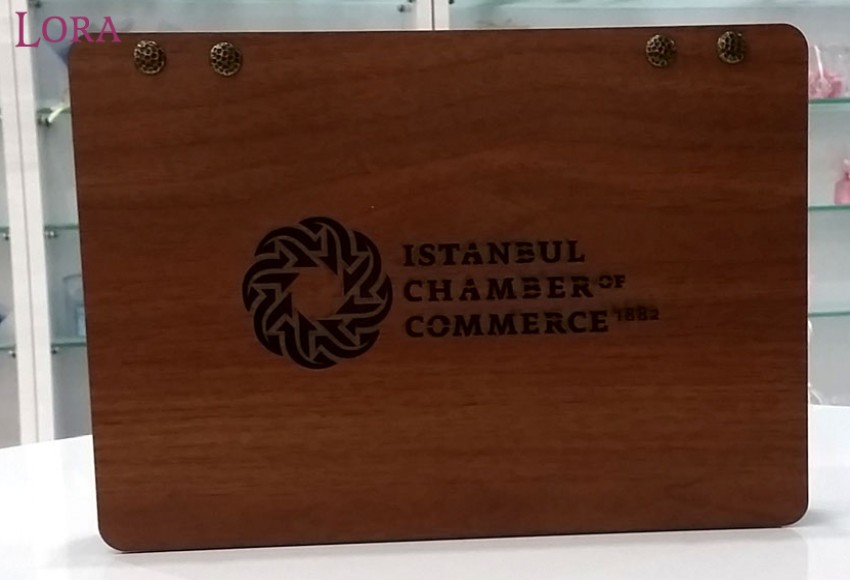 LORA
ISTANBUL
CHAMBER OF
COMMERCE 1882